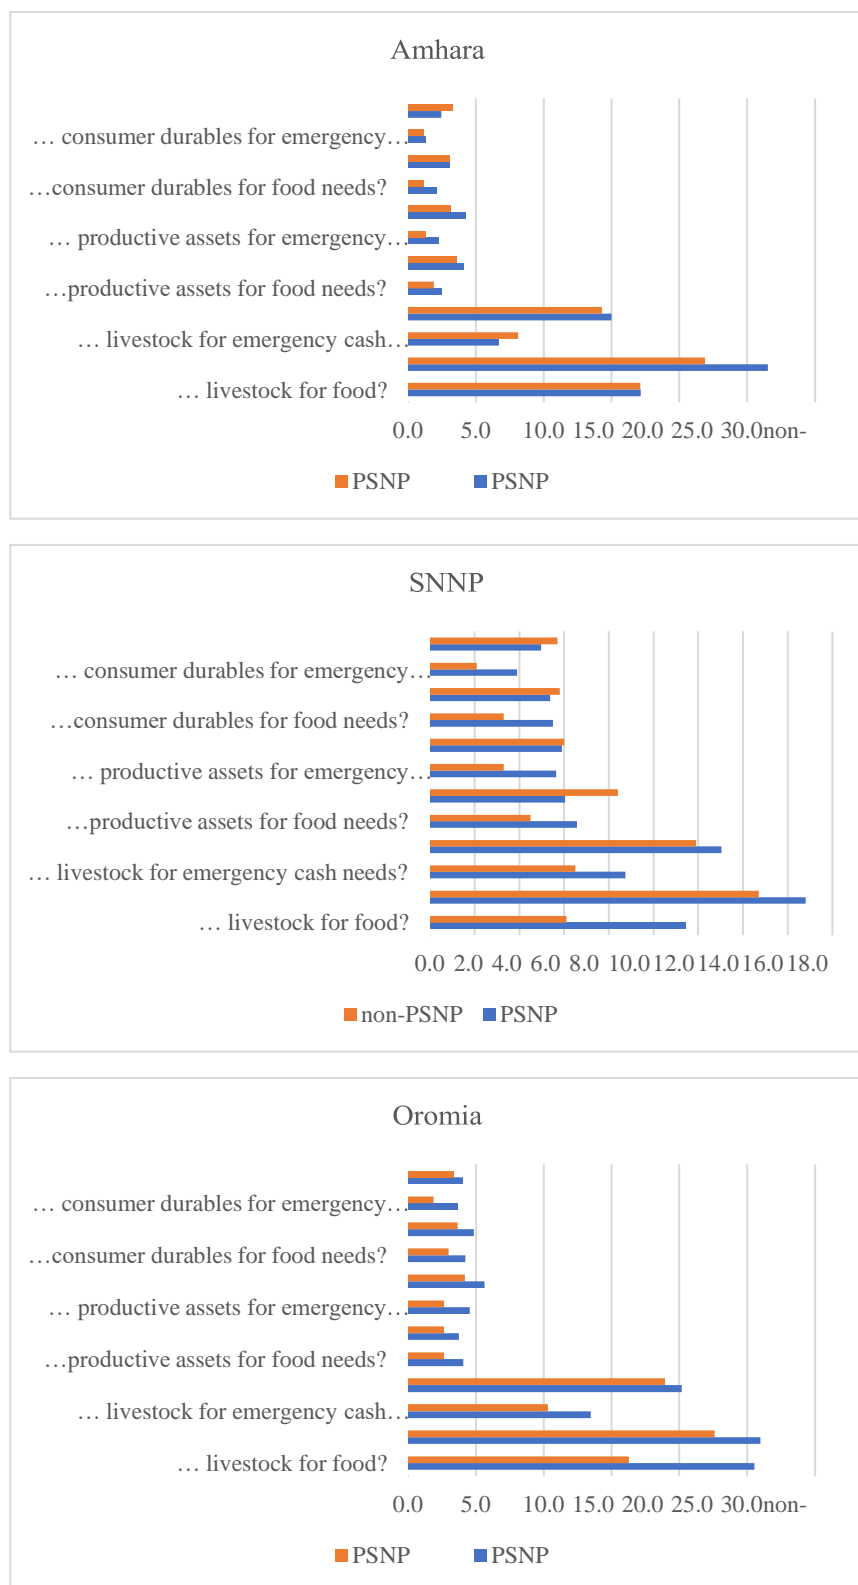 Amhara
… consumer durables for emergency…
…consumer durables for food needs?
… productive assets for emergency…
…productive assets for food needs?
… livestock for emergency cash…
… livestock for food?
0.0 5.0 10.0 15.0 20.0 25.0 30.0non-
PSNP PSNP
SNNP
… consumer durables for emergency…
…consumer durables for food needs?
… productive assets for emergency…
…productive assets for food needs?
… livestock for emergency cash needs?
… livestock for food?
0.0 2.0 4.0 6.0 8.0 10.0 12.0 14.0 16.0 18.0
non-PSNP PSNP
Oromia
… consumer durables for emergency…
…consumer durables for food needs?
… productive assets for emergency…
…productive assets for food needs?
… livestock for emergency cash…
… livestock for food?
0.0 5.0 10.0 15.0 20.0 25.0 30.0non-
PSNP PSNP